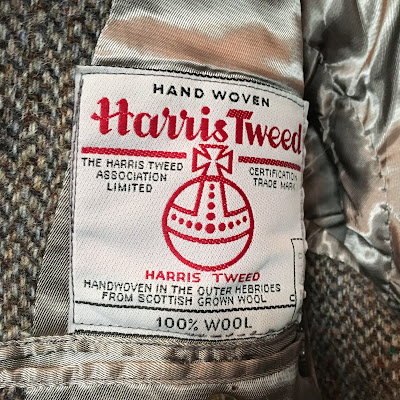 HAND WOVEN
Harris Tweed
THE HARRIS TWEED
ASSOCIATION
LIMITED
CERTIFICATION
TRADE MARK
HARRIS TWEED
HANDWOVEN IN THE OUTER HEBRIDES
FROM SCOTTISH GROWN WOOL
100% WOOL